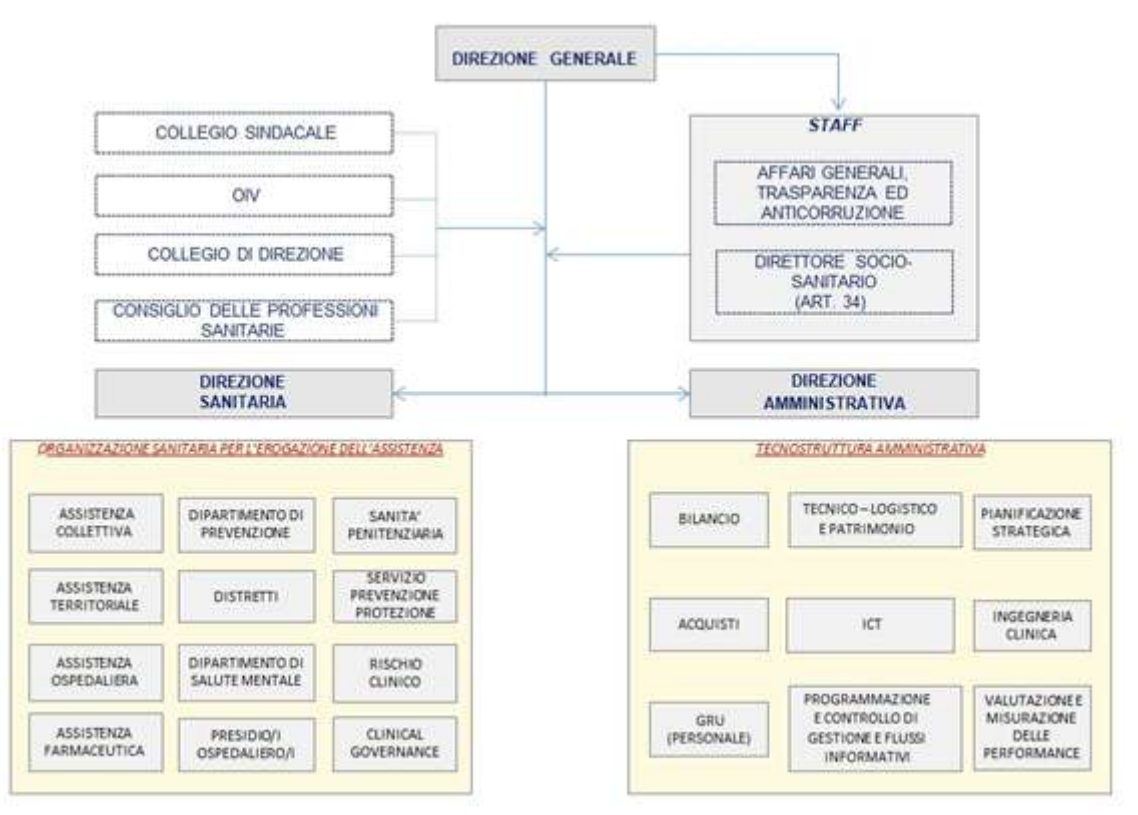 DIREZIONE GENERALE
COLLEGIO SINDACALE
OIV
COLLEGIO DI DIREZIONE
CONSIGLIO DELLE PROFESSIONI
SANITARIE
STAFF
AFFARI GENERALI,
TRASPARENZA ED
ANTICORRUZIONE
DIRETTORE SOCIO-
SANITARIO
(ART. 34)
DIREZIONE
SANITARIA
DIREZIONE
AMMINISTRATIVA
ORGANIZZAZIONE SANITARIA PER L'EROGAZIONE DELL'ASSISTENZA
ASSISTENZA
COLLETTIVA
DIPARTIMENTO DI
PREVENZIONE
SANITA'
PENITENZIARIA
ASSISTENZA
TERRITORIALE
DISTRETTI
SERVIZIO
PREVENZIONE
PROTEZIONE
ASSISTENZA
OSPEDALIERA
DIPARTIMENTO DI
SALUTE MENTALE
RISCHIO
CLINICO
ASSISTENZA
FARMACEUTICA
PRESIDIO/I
OSPEDALIERO/I
CLINICAL
GOVERNANCE
TECNOSTRUTTURA AMMINISTRATIVA
BILANCIO
TECNICO – LOGISTICO
E PATRIMONIO
PIANIFICAZIONE
STRATEGICA
ACQUISTI
ICT
INGEGNERIA
CLINICA
GRU
(PERSONALE)
PROGRAMMAZIONE
E CONTROLLO DI
GESTIONE E FLUSSI
INFORMATIVI
VALUTAZIONE E
MISURAZIONE
DELLE
PERFORMANCE